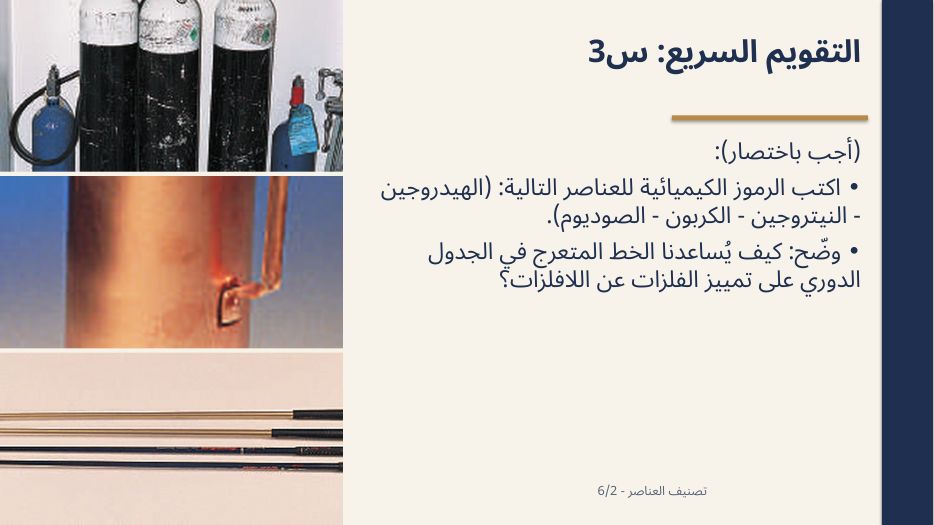 التقويم السريع: س3
(أجب باختصار):
• اكتب الرموز الكيميائية للعناصر التالية: (الهيدروجين
- النيتروجين - الكربون - الصوديوم).
• وضّح: كيف يُساعدنا الخط المتعرج في الجدول
الدوري على تمييز الفلزات عن اللافلزات؟
تصنيف العناصر - 6/2